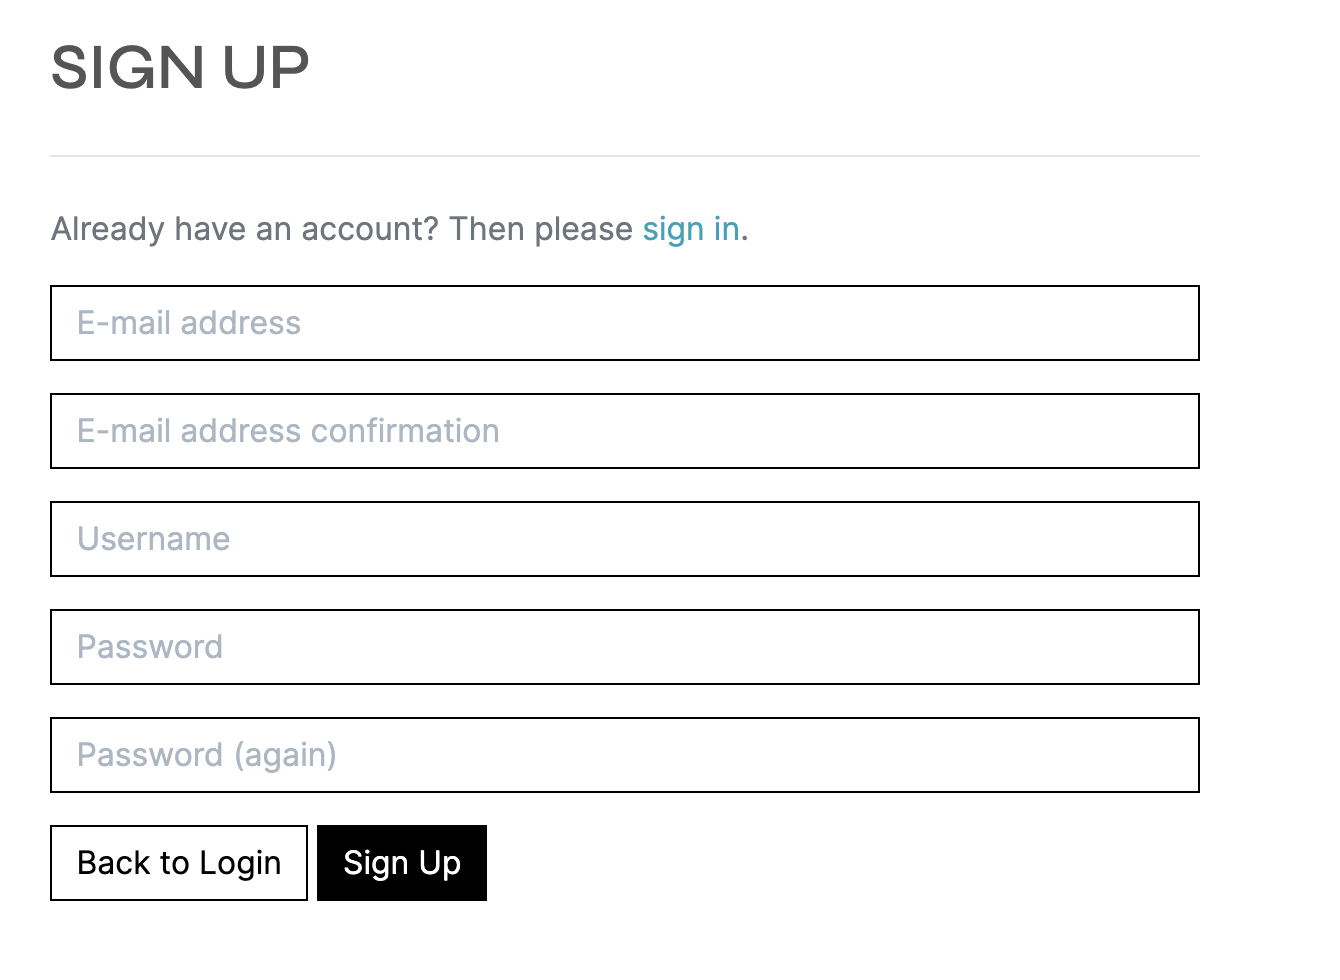 SIGN UP
Already have an account? Then please sign in.
E-mail address
E-mail address confirmation
Username
Password
Password (again)
Back to Login
Sign Up